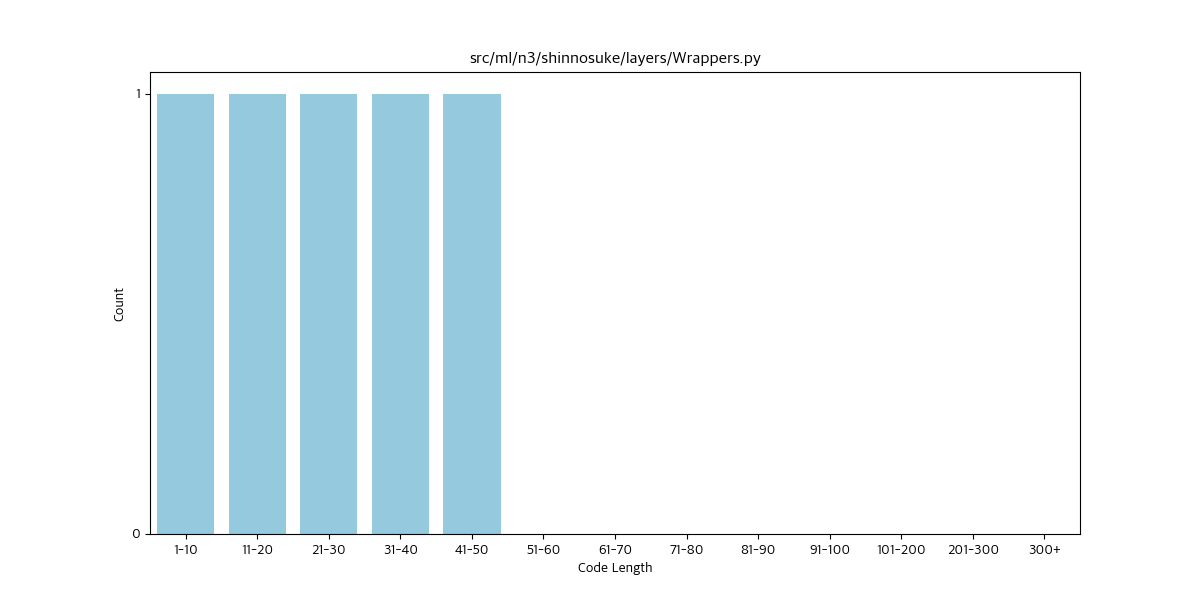 src/ml/n3/shinnosuke/layers/Wrappers.py
1
Count
0
1-10 11-20 21-30 31-40 41-50 51-60 61-70 71-80 81-90 91-100 101-200 201-300 300+
Code Length